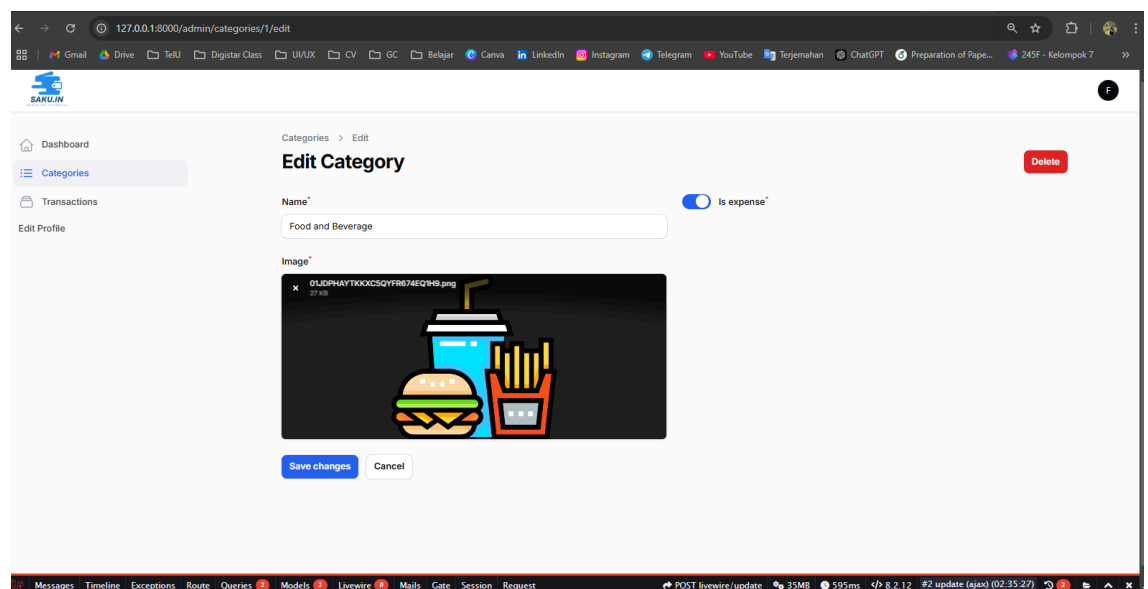 127.0.0.1:8000/admin/categories/1/edit
Gmail Drive TelU Digistar Class UI/UX CV GC Belajar Canva LinkedIn Instagram Telegram YouTube Terjemahan ChatGPT Preparation of Pape... 245F - Kelompok 7 »
SAKU.IN
F
Dashboard
Categories
Transactions
Edit Profile
Categories > Edit
Edit Category
Delete
Name*
Is expense*
Food and Beverage
Image*
01JDPHAYTKKXC5QYFR674EQ1H9.png
27 KB
Save changes Cancel
Messages Timeline Exceptions Route Queries 2 Models 2 Livewire # Mails Gate Session Request POST livewire/update 35MB 595ms 8.2.12 #2 update (ajax) (02:35:27) 2